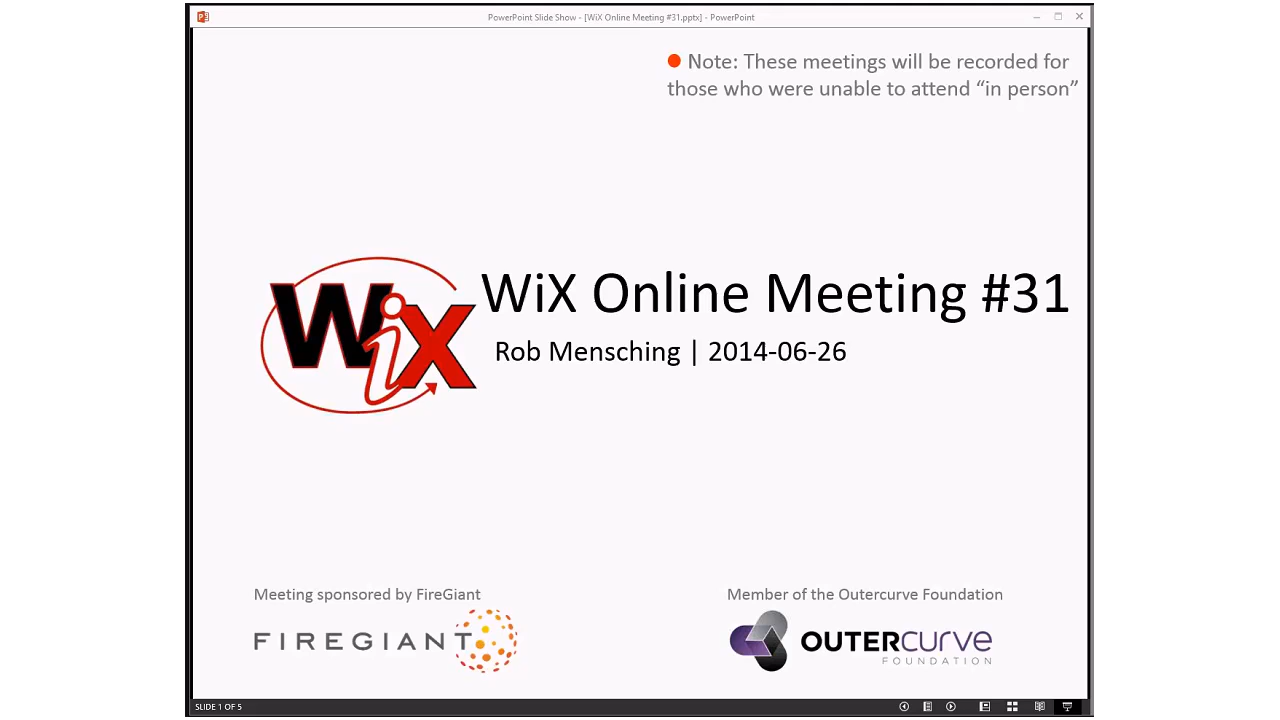 PowerPoint Slide Show - [WiX Online Meeting #31.pptx] - PowerPoint
Note: These meetings will be recorded for
those who were unable to attend “in person”
WiX
WiX Online Meeting #31
Rob Mensching | 2014-06-26
Meeting sponsored by FireGiant
FIREGIANT
Member of the Outercurve Foundation
OUTERCURVE
FOUNDATION
SLIDE 1 OF 5